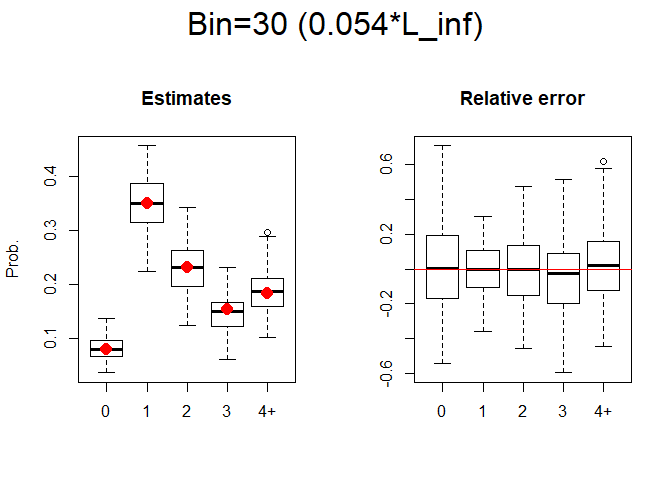 Bin=30 (0.054*L_inf)
Estimates
Prob.
0.4
0.3
0.2
0.1
0 1 2 3 4+
Relative error
0.6
0.2
-0.2
-0.6
0 1 2 3 4+